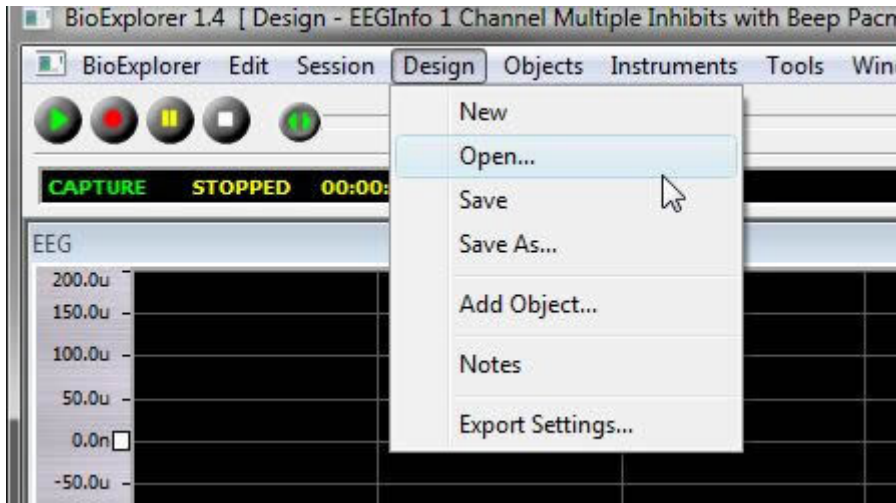 BioExplorer 1.4 [ Design - EEGInfo 1 Channel Multiple Inhibits with Beep
BioExplorer Edit Session Design Objects Instruments Tools
New
Open...
CAPTURE STOPPED 00:00:
Save
Save As...
EEG
200.0u
150.0u
Add Object...
100.0u
Notes
50.0u
Export Settings...
0.0n
-50.0u